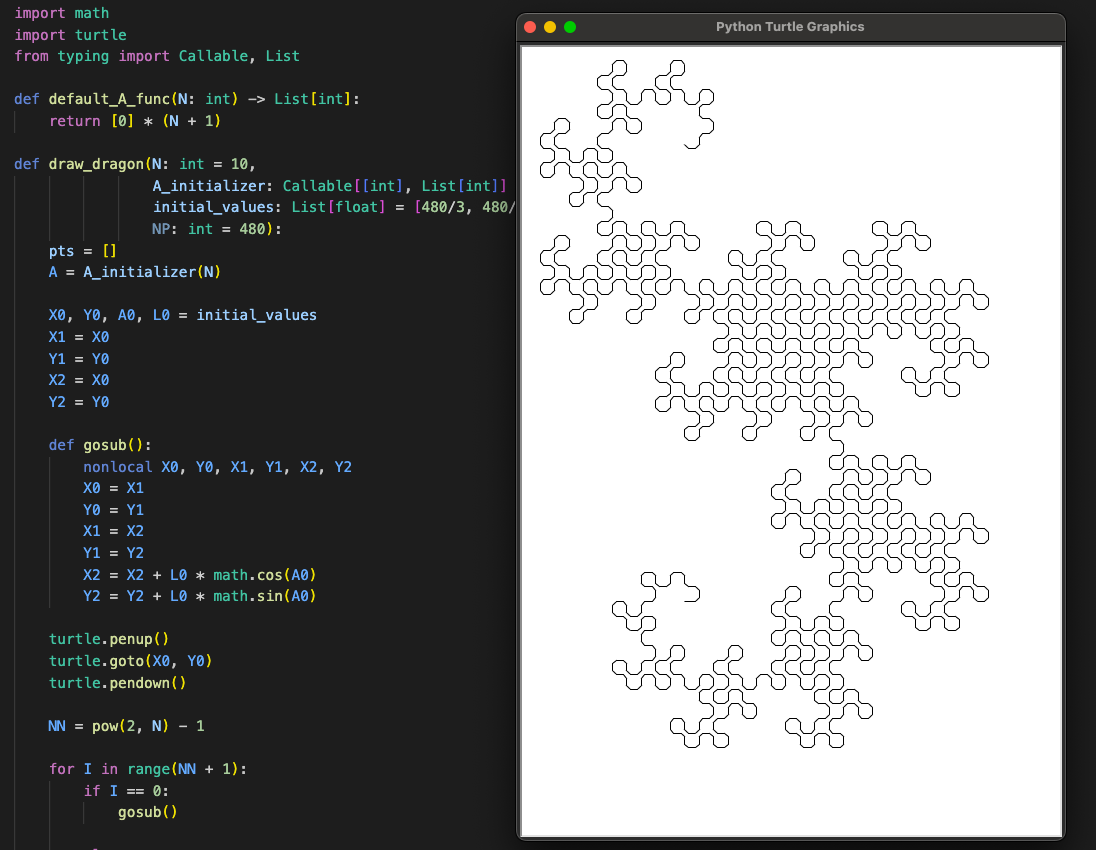 import math
import turtle
from typing import Callable, List
def default_A_func(N: int) -> List[int]:
    return [0] * (N + 1)
def draw_dragon(N: int = 10,
                A_initializer: Callable[[int], List[int]]
                initial_values: List[float] = [480/3, 480/
                NP: int = 480):
    pts = []
    A = A_initializer(N)
    X0, Y0, A0, L0 = initial_values
    X1 = X0
    Y1 = Y0
    X2 = X0
    Y2 = Y0
    def gosub():
        nonlocal X0, Y0, X1, Y1, X2, Y2
        X0 = X1
        Y0 = Y1
        X1 = X2
        Y1 = Y2
        X2 = X2 + L0 * math.cos(A0)
        Y2 = Y2 + L0 * math.sin(A0)
    turtle.penup()
    turtle.goto(X0, Y0)
    turtle.pendown()
    NN = pow(2, N) - 1
    for I in range(NN + 1):
        if I == 0:
            gosub()
Python Turtle Graphics